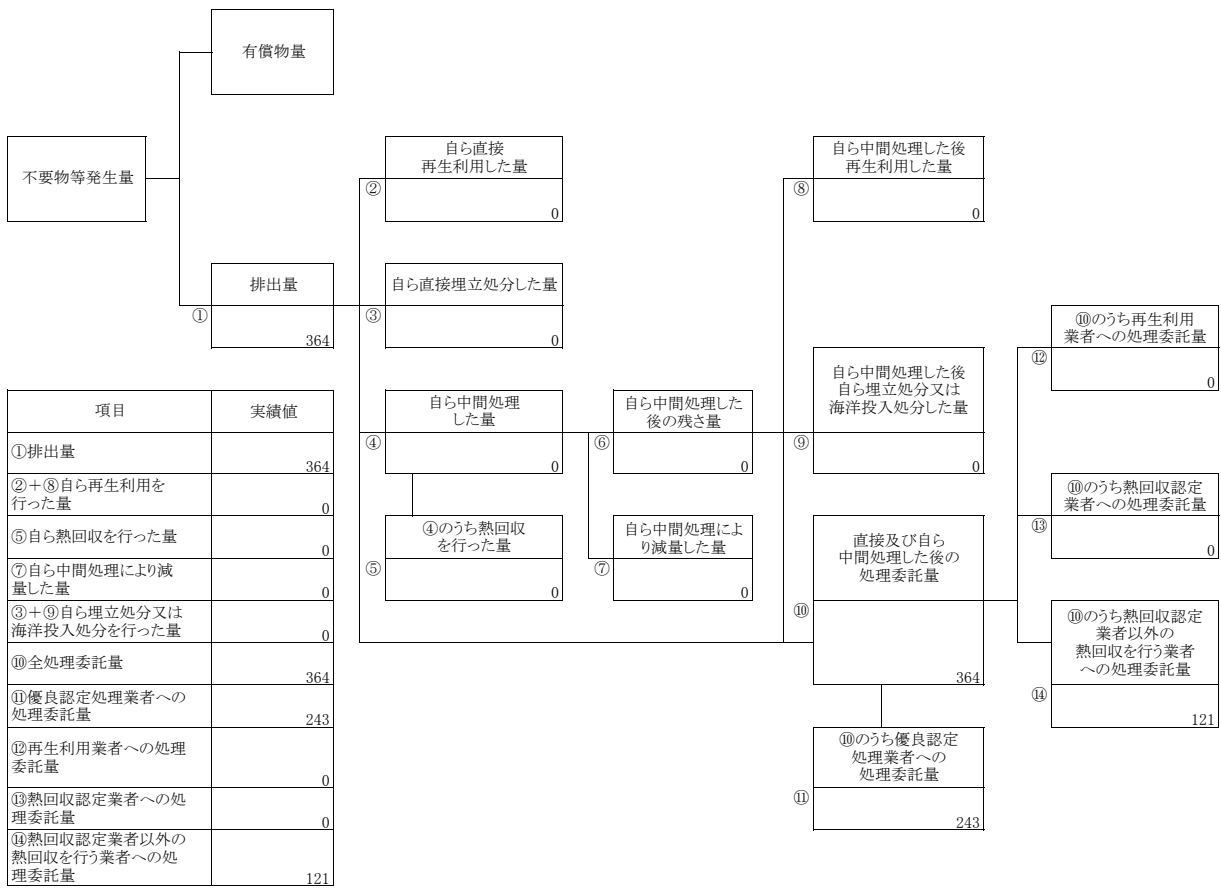 有償物量
不要物等発生量
自ら直接
再生利用した量
②
0
自ら中間処理した後
再生利用した量
⑧
0
排出量
①
364
自ら直接埋立処分した量
③
0
⑩のうち再生利用
業者への処理委託量
⑫
0
自ら中間処理
した量
④
0
自ら中間処理した
後の残さ量
⑥
0
自ら中間処理した後
自ら埋立処分又は
海洋投入処分した量
⑨
0
⑩のうち熱回収認定
業者への処理委託量
⑬
0
④のうち熱回収
を行った量
⑤
0
自ら中間処理によ
り減量した量
⑦
0
直接及び自ら
中間処理した後の
処理委託量
⑩
364
⑩のうち熱回収認定
業者以外の
熱回収を行う業者
への処理委託量
⑭
121
⑩のうち優良認定
処理業者への
処理委託量
⑪
243
項目 実績値
①排出量
364
②+⑧自ら再生利用を
行った量
0
⑤自ら熱回収を行った量
0
⑦自ら中間処理により減
量した量
0
③+⑨自ら埋立処分又は
海洋投入処分を行った量
0
⑩全処理委託量
364
⑪優良認定処理業者への
処理委託量
243
⑫再生利用業者への処理
委託量
0
⑬熱回収認定業者への処
理委託量
0
⑭熱回収認定業者以外の
熱回収を行う業者への処
理委託量
121